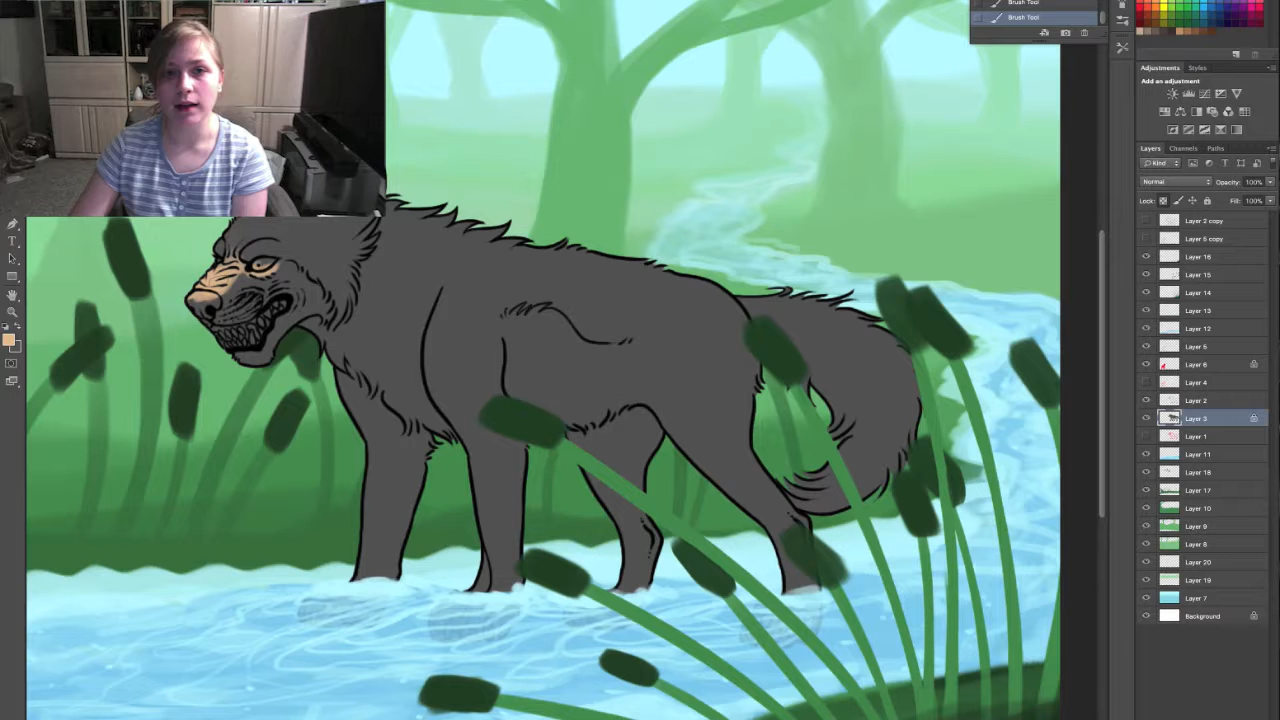 Brush Tool
Brush Tool
Adjustments Styles
Add an adjustment
Layers Channels Paths
Kind
Normal Opacity: 100%
Lock: Fill: 100%
Layer 2 copy
Layer 5 copy
Layer 16
Layer 15
Layer 14
Layer 13
Layer 12
Layer 5
Layer 6
Layer 4
Layer 2
Layer 3
Layer 1
Layer 11
Layer 18
Layer 17
Layer 10
Layer 9
Layer 8
Layer 20
Layer 19
Layer 7
Background